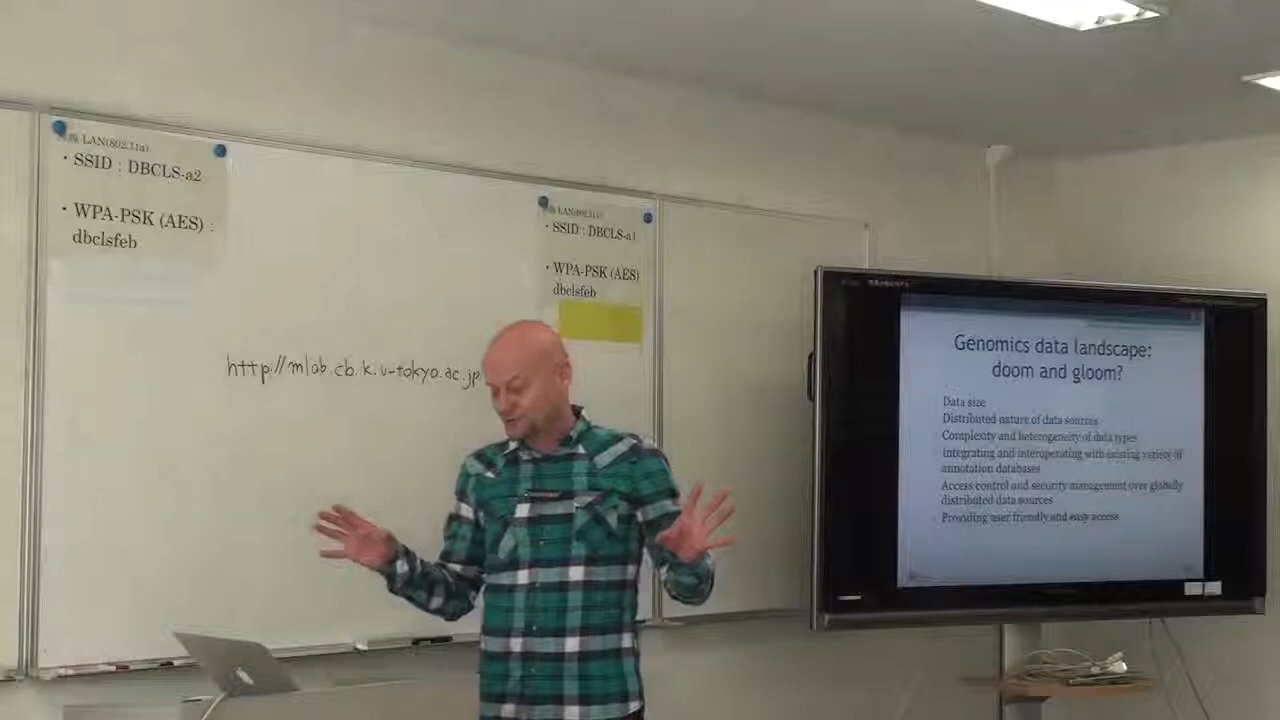 LAN(802.11a)
・SSID : DBCLS-a2
・WPA-PSK (AES) :
dbclsfeb
・SSID : DBCLS-a1
・WPA-PSK (AES)
dbclsfeb
http://mlab.cb.k.u-tokyo.ac.jp
Genomics data landscape:
doom and gloom?
Data size
Distributed nature of data sources
Complexity and heterogeneity of data types
Integrating and interoperating with existing variety of
annotation databases
Access control and security management over globally
distributed data sources
Providing user friendly and easy access